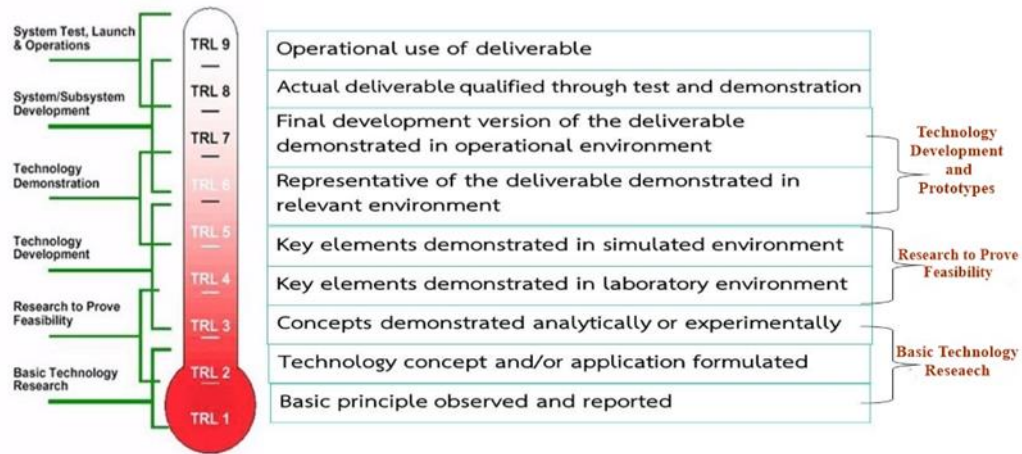 System Test, Launch
& Operations
System/Subsystem
Development
Technology
Demonstration
Technology
Development
Research to Prove
Feasibility
Basic Technology
Research
TRL 9
TRL 8
TRL 7
TRL 6
TRL 5
TRL 4
TRL 3
TRL 2
TRL 1
Operational use of deliverable
Actual deliverable qualified through test and demonstration
Final development version of the deliverable
demonstrated in operational environment
Representative of the deliverable demonstrated in
relevant environment
Key elements demonstrated in simulated environment
Key elements demonstrated in laboratory environment
Concepts demonstrated analytically or experimentally
Technology concept and/or application formulated
Basic principle observed and reported
Technology
Development
and
Prototypes
Research to Prove
Feasibility
Basic Technology
Reseaech